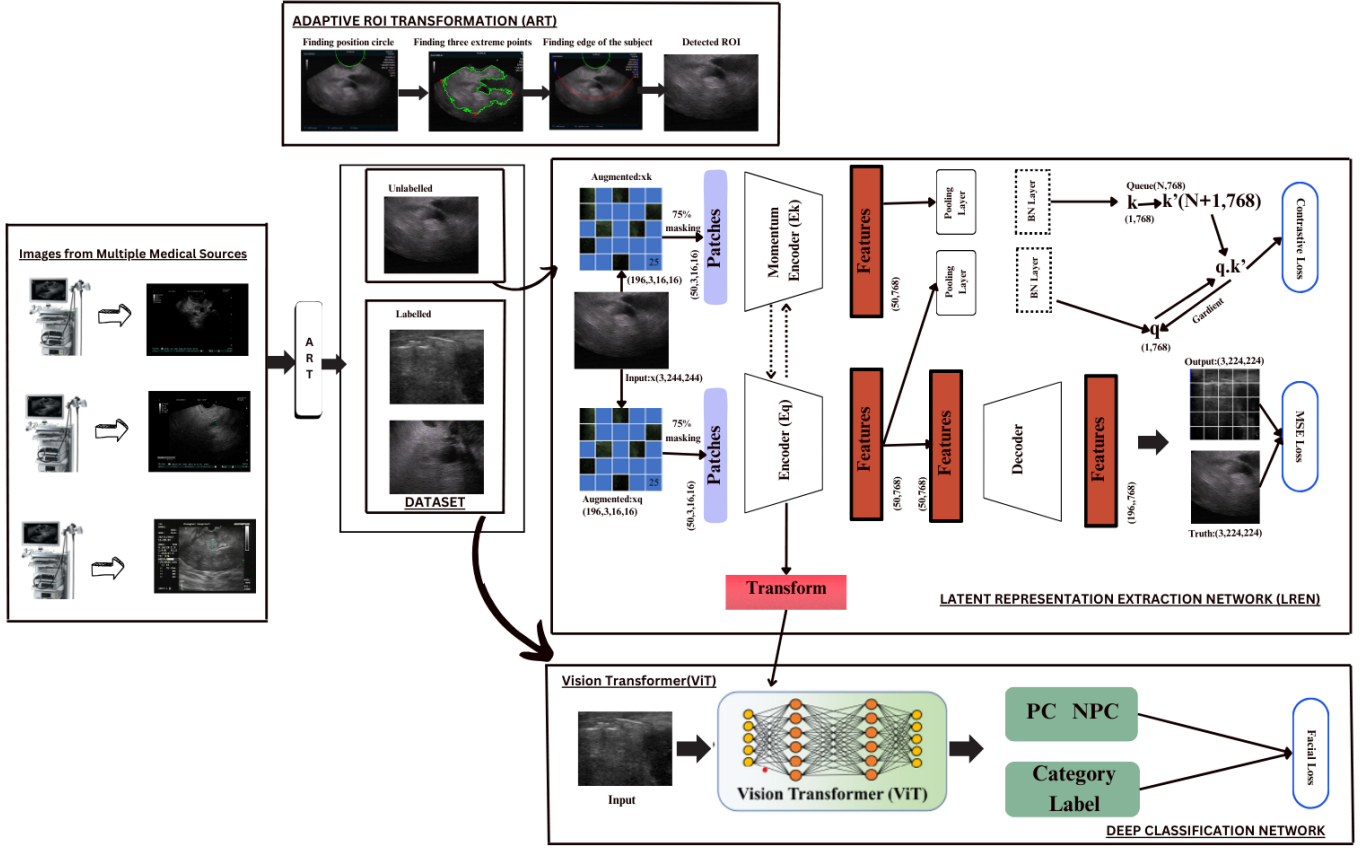 ADAPTIVE ROI TRANSFORMATION (ART)
Finding position circle
Finding three extreme points
Finding edge of the subject
Detected ROI
Images from Multiple Medical Sources
A
R
T
Unlabelled
Labelled
DATASET
Augmented:xk
25
75%
masking
(196,3,16,16)
Patches
(50,3,16,16)
Momentum
Encoder (Ek)
Features
(50,768)
Pooling
Layer
Pooling
Layer
BN Layer
BN Layer
Queue(N,768)
k
k'(N+1,768)
(1,768)
q.k'
Gardient
q
(1,768)
Contrastive Loss
Input:x(3,244,244)
25
75%
masking
Augmented:xq
(196,3,16,16)
Patches
(50,3,16,16)
Encoder (Eq)
Features
(50,768)
(50,768)
Features
Decoder
Features
(196,,768)
Output:(3,224,224)
Truth:(3,224,224)
MSE Loss
Transform
LATENT REPRESENTATION EXTRACTION NETWORK (LREN)
Vision Transformer(ViT)
Input
Vision Transformer (ViT)
PC NPC
Category
Label
Facial Loss
DEEP CLASSIFICATION NETWORK